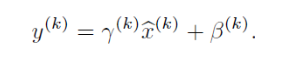 $y^{(k)} = \gamma^{(k)} \widehat{x}^{(k)} + \beta^{(k)}.$